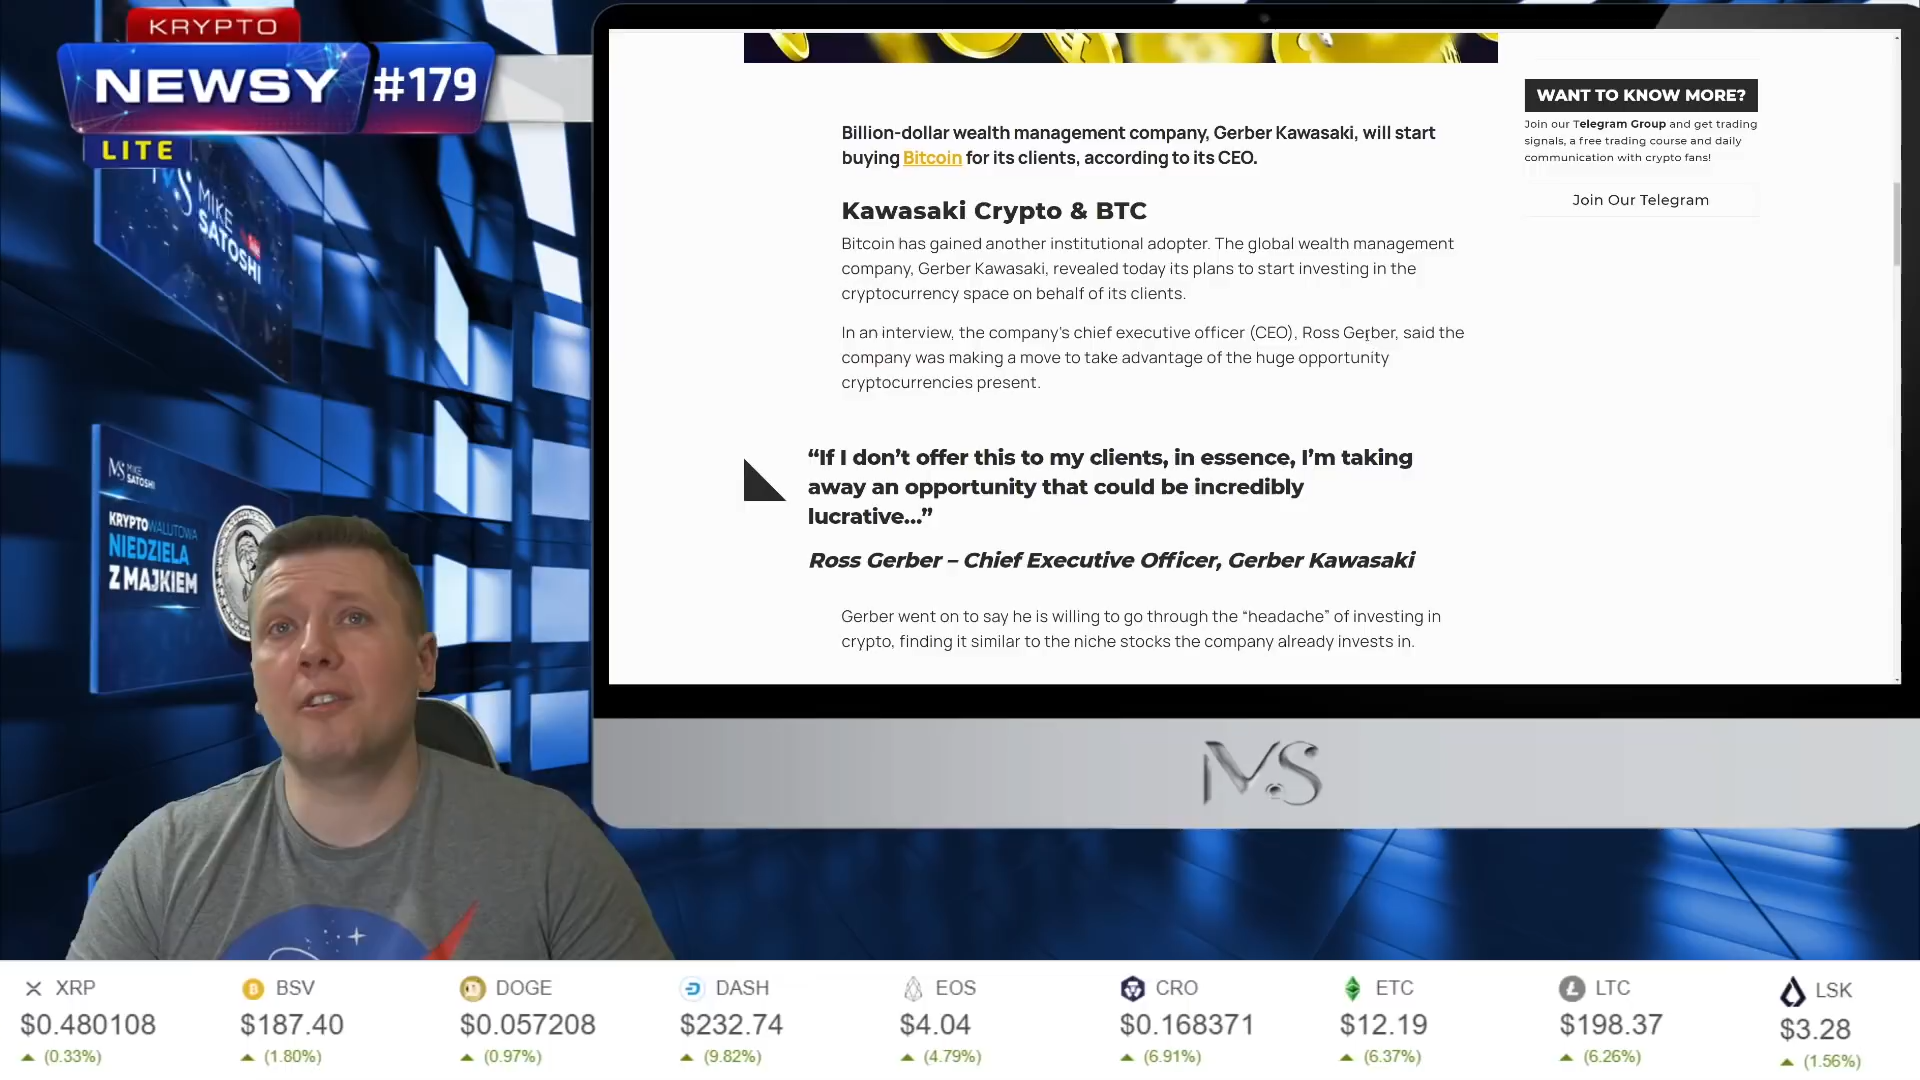 KRYPTO
NEWSY #179
LITE
MIKE
SATOSHI
MS MIKE
SATOSHI
KRYPTOWALUTOWA
NIEDZIELA
Z MAJKIEM
Billion-dollar wealth management company, Gerber Kawasaki, will start
buying Bitcoin for its clients, according to its CEO.
Kawasaki Crypto & BTC
Bitcoin has gained another institutional adopter. The global wealth management
company, Gerber Kawasaki, revealed today its plans to start investing in the
cryptocurrency space on behalf of its clients.
In an interview, the company’s chief executive officer (CEO), Ross Gerber, said the
company was making a move to take advantage of the huge opportunity
cryptocurrencies present.
“If I don’t offer this to my clients, in essence, I’m taking
away an opportunity that could be incredibly
lucrative…”
Ross Gerber – Chief Executive Officer, Gerber Kawasaki
Gerber went on to say he is willing to go through the “headache” of investing in
crypto, finding it similar to the niche stocks the company already invests in.
WANT TO KNOW MORE?
Join our Telegram Group and get trading
signals, a free trading course and daily
communication with crypto fans!
Join Our Telegram
MS
XRP
$0.480108
(0.33%)
BSV
$187.40
(1.80%)
DOGE
$0.057208
(0.97%)
DASH
$232.74
(9.82%)
EOS
$4.04
(4.79%)
CRO
$0.168371
(6.91%)
ETC
$12.19
(6.37%)
LTC
$198.37
(6.26%)
LSK
$3.28
(1.56%)